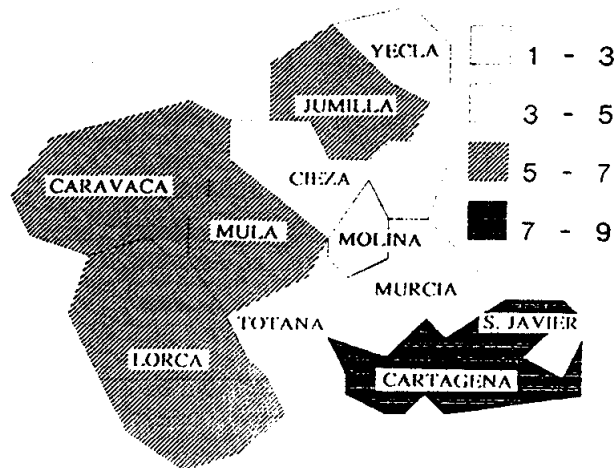 YECLA
1 - 3
JUMILLA
3 - 5
CIEZA
5 - 7
CARAVACA
MULA
MOLINA
7 - 9
MURCIA
TOTANA
S. JAVIER
LORCA
CARTAGENA